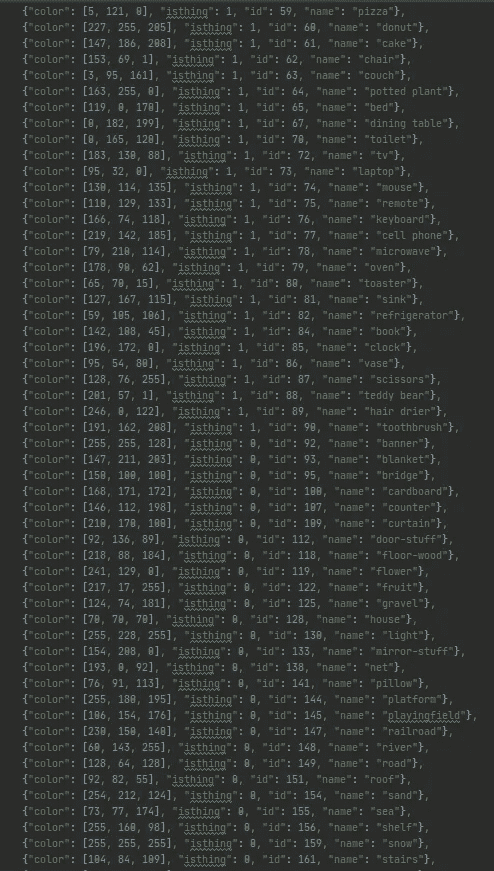 {"color": [5, 121, 0], "isthing": 1, "id": 59, "name": "pizza"},
{"color": [227, 255, 205], "isthing": 1, "id": 60, "name": "donut"},
{"color": [147, 186, 208], "isthing": 1, "id": 61, "name": "cake"},
{"color": [153, 69, 1], "isthing": 1, "id": 62, "name": "chair"},
{"color": [3, 95, 161], "isthing": 1, "id": 63, "name": "couch"},
{"color": [163, 255, 0], "isthing": 1, "id": 64, "name": "potted plant"},
{"color": [119, 0, 170], "isthing": 1, "id": 65, "name": "bed"},
{"color": [0, 182, 199], "isthing": 1, "id": 67, "name": "dining table"},
{"color": [0, 165, 120], "isthing": 1, "id": 70, "name": "toilet"},
{"color": [183, 130, 88], "isthing": 1, "id": 72, "name": "tv"},
{"color": [95, 32, 0], "isthing": 1, "id": 73, "name": "laptop"},
{"color": [130, 114, 135], "isthing": 1, "id": 74, "name": "mouse"},
{"color": [110, 129, 133], "isthing": 1, "id": 75, "name": "remote"},
{"color": [166, 74, 118], "isthing": 1, "id": 76, "name": "keyboard"},
{"color": [219, 142, 185], "isthing": 1, "id": 77, "name": "cell phone"},
{"color": [79, 210, 114], "isthing": 1, "id": 78, "name": "microwave"},
{"color": [178, 90, 62], "isthing": 1, "id": 79, "name": "oven"},
{"color": [65, 70, 15], "isthing": 1, "id": 80, "name": "toaster"},
{"color": [127, 167, 115], "isthing": 1, "id": 81, "name": "sink"},
{"color": [59, 105, 106], "isthing": 1, "id": 82, "name": "refrigerator"},
{"color": [142, 108, 45], "isthing": 1, "id": 84, "name": "book"},
{"color": [196, 172, 0], "isthing": 1, "id": 85, "name": "clock"},
{"color": [95, 54, 80], "isthing": 1, "id": 86, "name": "vase"},
{"color": [128, 76, 255], "isthing": 1, "id": 87, "name": "scissors"},
{"color": [201, 57, 1], "isthing": 1, "id": 88, "name": "teddy bear"},
{"color": [246, 0, 122], "isthing": 1, "id": 89, "name": "hair drier"},
{"color": [191, 162, 208], "isthing": 1, "id": 90, "name": "toothbrush"},
{"color": [255, 255, 128], "isthing": 0, "id": 92, "name": "banner"},
{"color": [147, 211, 203], "isthing": 0, "id": 93, "name": "blanket"},
{"color": [150, 100, 100], "isthing": 0, "id": 95, "name": "bridge"},
{"color": [168, 171, 172], "isthing": 0, "id": 100, "name": "cardboard"},
{"color": [146, 112, 198], "isthing": 0, "id": 107, "name": "counter"},
{"color": [210, 170, 100], "isthing": 0, "id": 109, "name": "curtain"},
{"color": [92, 136, 89], "isthing": 0, "id": 112, "name": "door-stuff"},
{"color": [218, 88, 184], "isthing": 0, "id": 118, "name": "floor-wood"},
{"color": [241, 129, 0], "isthing": 0, "id": 119, "name": "flower"},
{"color": [217, 17, 255], "isthing": 0, "id": 122, "name": "fruit"},
{"color": [124, 74, 181], "isthing": 0, "id": 125, "name": "gravel"},
{"color": [70, 70, 70], "isthing": 0, "id": 128, "name": "house"},
{"color": [255, 228, 255], "isthing": 0, "id": 130, "name": "light"},
{"color": [154, 208, 0], "isthing": 0, "id": 133, "name": "mirror-stuff"},
{"color": [193, 0, 92], "isthing": 0, "id": 138, "name": "net"},
{"color": [76, 91, 113], "isthing": 0, "id": 141, "name": "pillow"},
{"color": [255, 180, 195], "isthing": 0, "id": 144, "name": "platform"},
{"color": [106, 154, 176], "isthing": 0, "id": 145, "name": "playingfield"},
{"color": [230, 150, 140], "isthing": 0, "id": 147, "name": "railroad"},
{"color": [60, 143, 255], "isthing": 0, "id": 148, "name": "river"},
{"color": [128, 64, 128], "isthing": 0, "id": 149, "name": "road"},
{"color": [92, 82, 55], "isthing": 0, "id": 151, "name": "roof"},
{"color": [254, 212, 124], "isthing": 0, "id": 154, "name": "sand"},
{"color": [73, 77, 174], "isthing": 0, "id": 155, "name": "sea"},
{"color": [255, 160, 98], "isthing": 0, "id": 156, "name": "shelf"},
{"color": [255, 255, 255], "isthing": 0, "id": 159, "name": "snow"},
{"color": [104, 84, 109], "isthing": 0, "id": 161, "name": "stairs"},